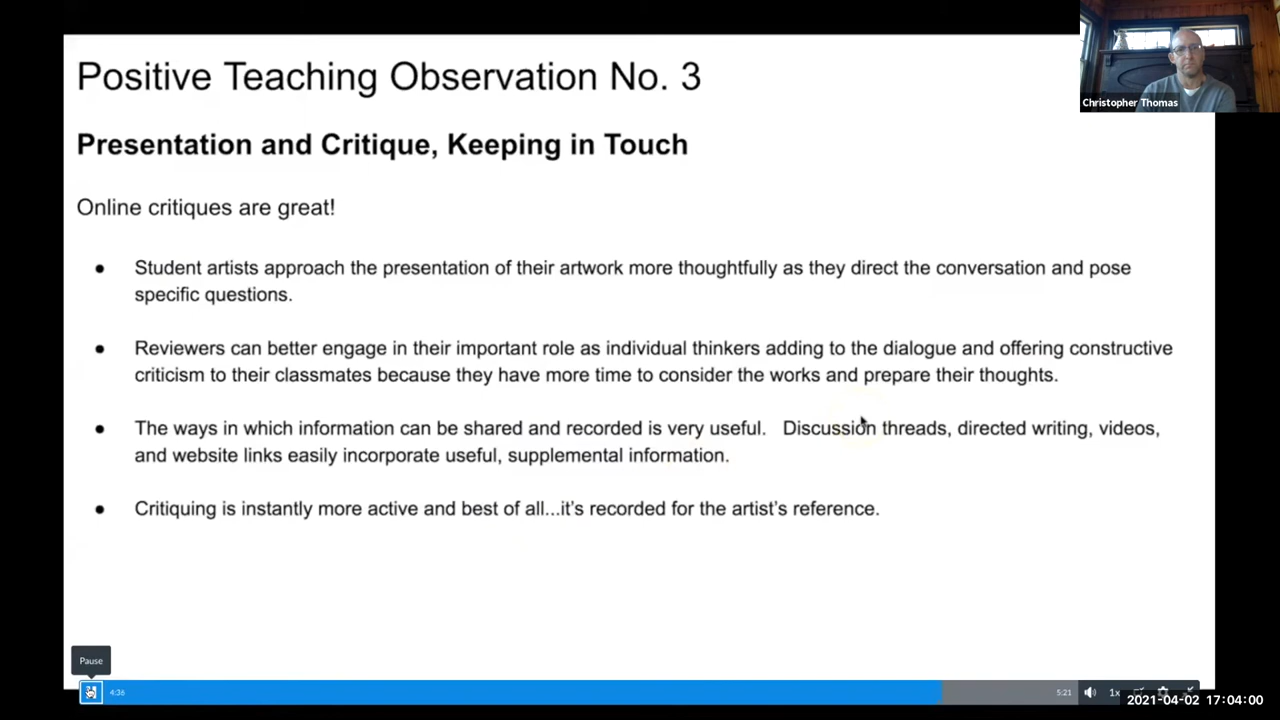 Positive Teaching Observation No. 3
Christopher Thomas
Presentation and Critique, Keeping in Touch
Online critiques are great!
● Student artists approach the presentation of their artwork more thoughtfully as they direct the conversation and pose
specific questions.
● Reviewers can better engage in their important role as individual thinkers adding to the dialogue and offering constructive
criticism to their classmates because they have more time to consider the works and prepare their thoughts.
● The ways in which information can be shared and recorded is very useful. Discussion threads, directed writing, videos,
and website links easily incorporate useful, supplemental information.
● Critiquing is instantly more active and best of all...it's recorded for the artist's reference.
Pause
4:36 5:21 1x
2021-04-02 17:04:00